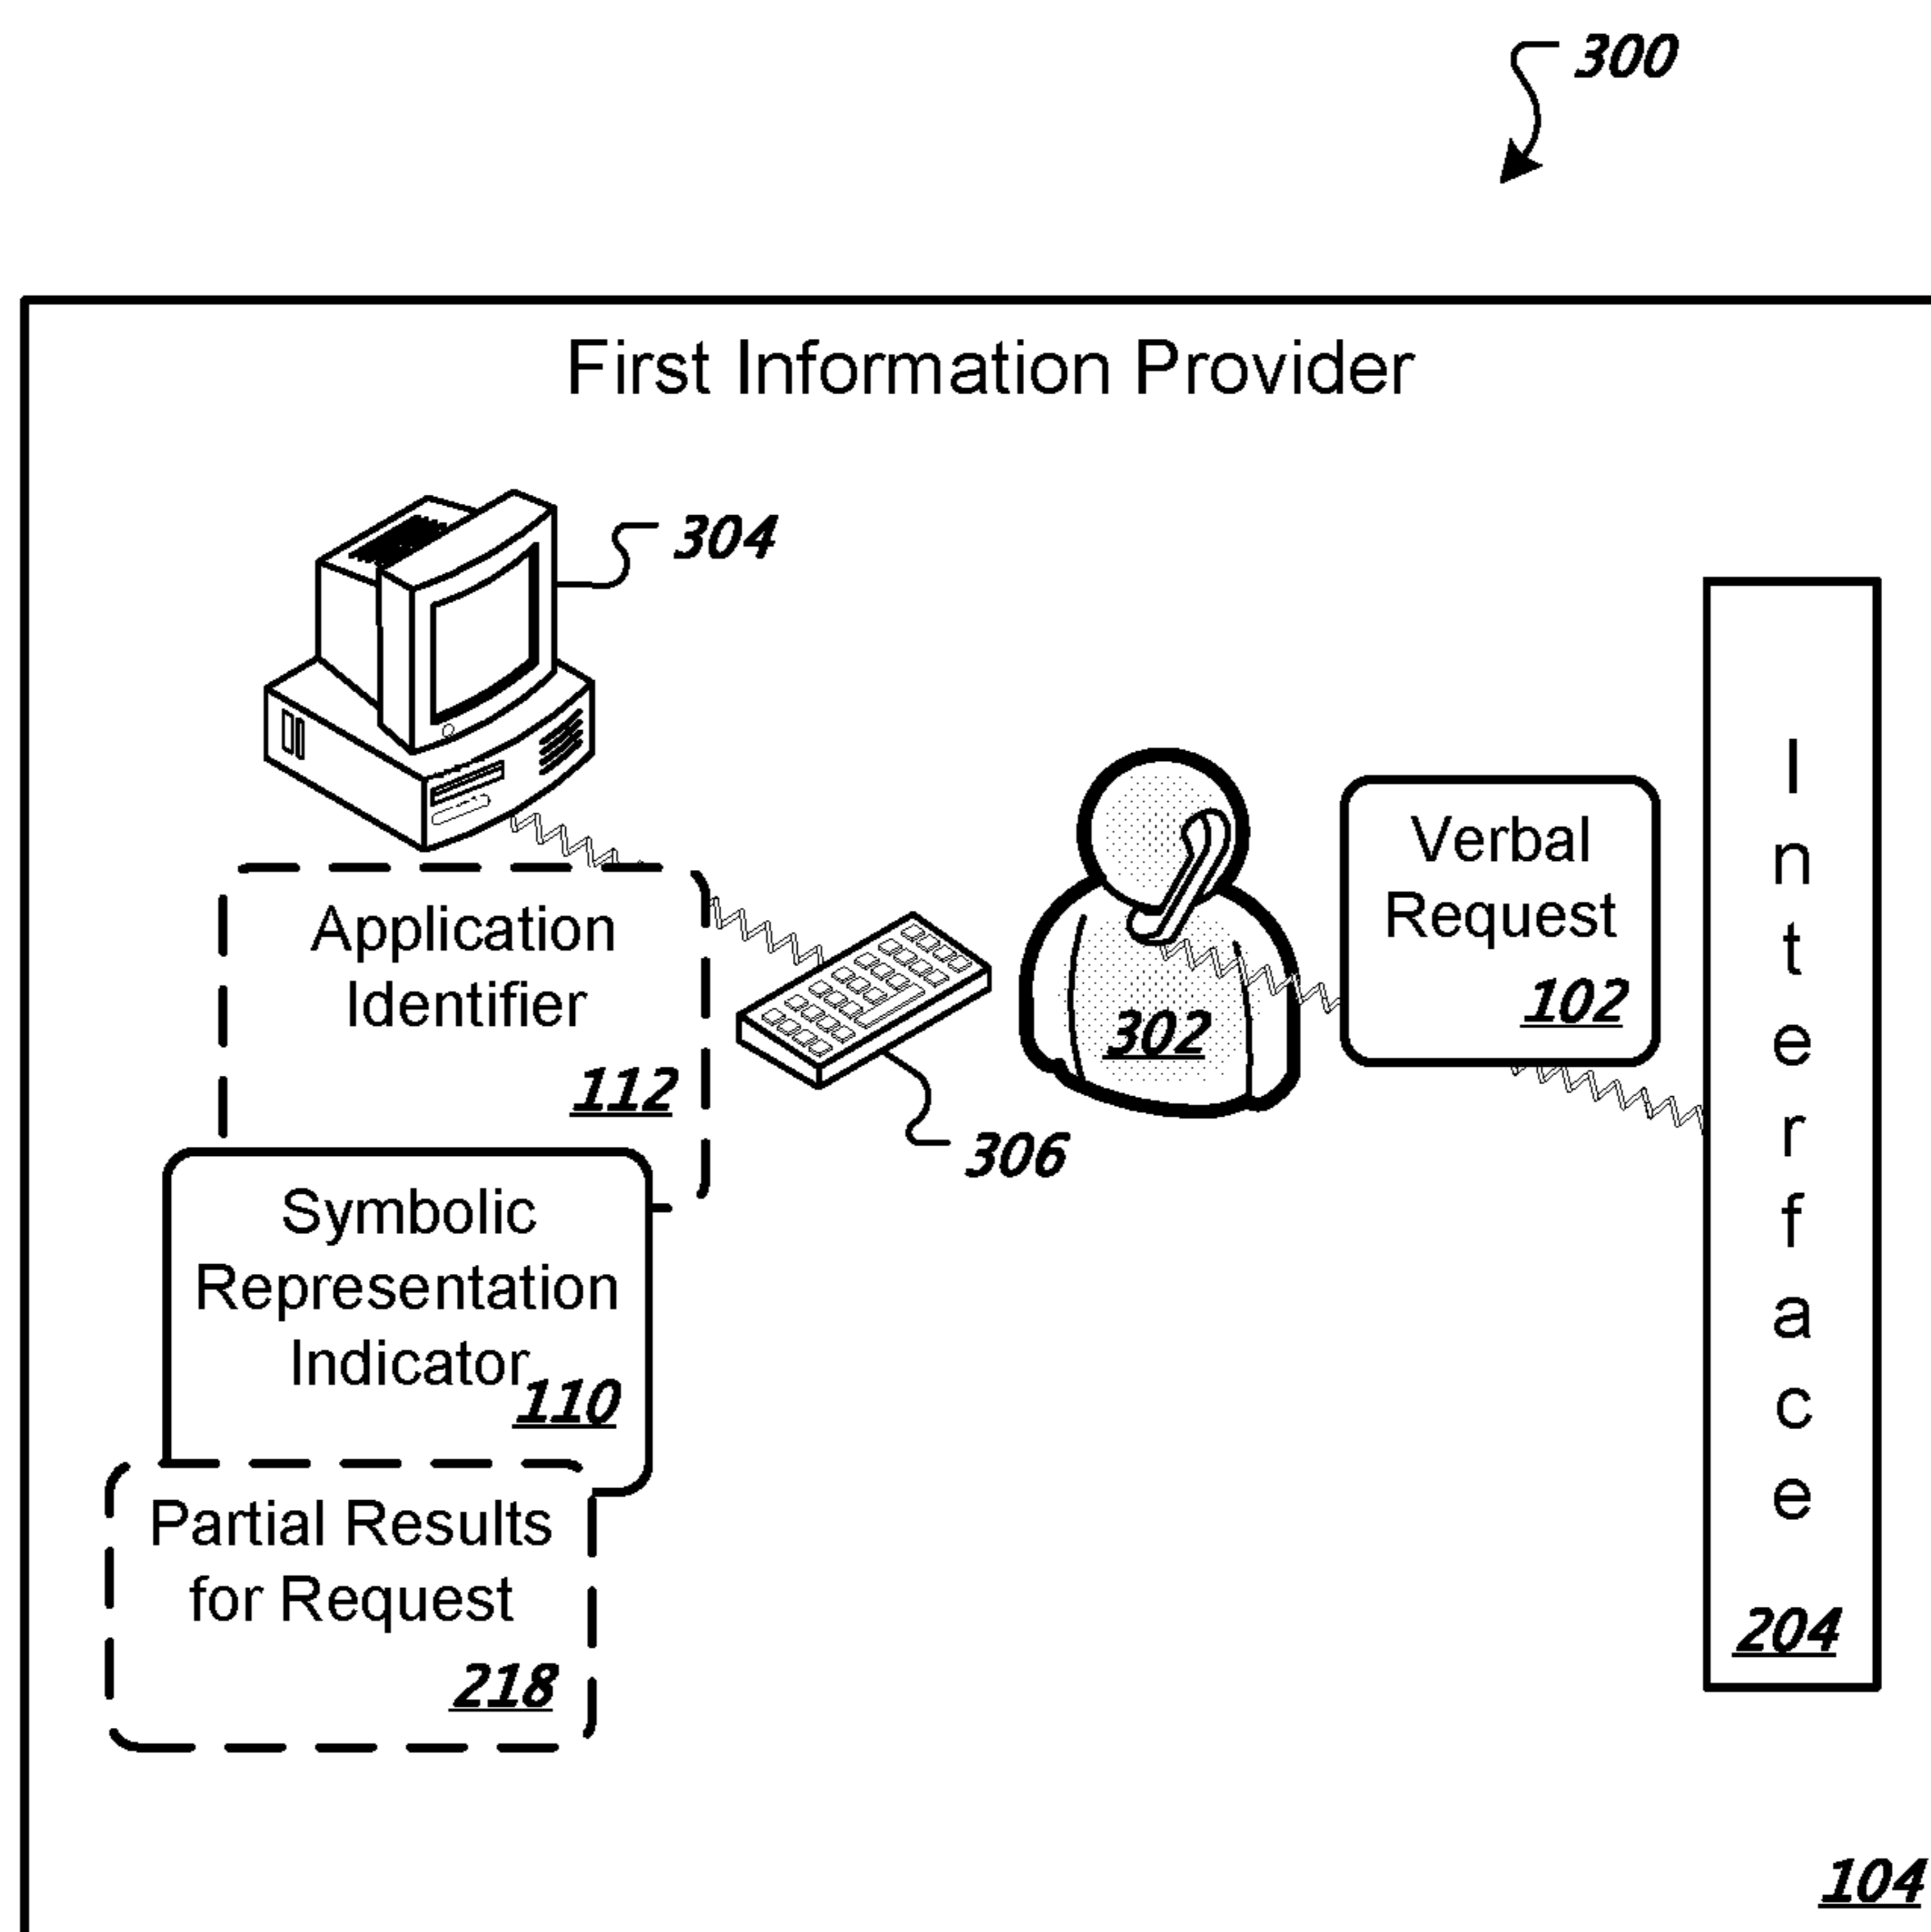 300
First Information Provider
304
Application
Identifier
112
306
302
Verbal
Request
102
Interface
204
Symbolic
Representation
Indicator
110
Partial Results
for Request
218
104